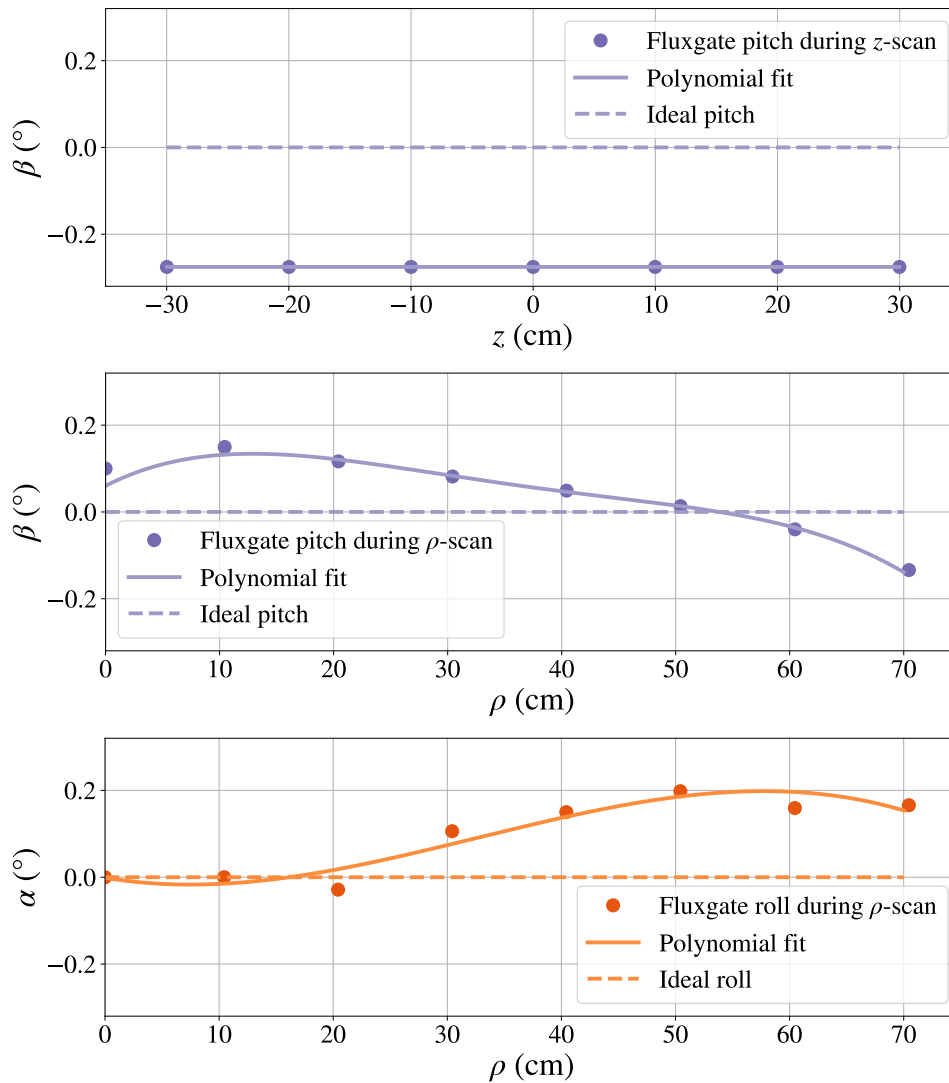 0.2
0.0
−0.2
β (°)
Fluxgate pitch during z-scan
Polynomial fit
Ideal pitch
−30
−20
−10
0
10
20
30
z (cm)
0.2
0.0
−0.2
β (°)
Fluxgate pitch during ρ-scan
Polynomial fit
Ideal pitch
0
10
20
30
40
50
60
70
ρ (cm)
0.2
0.0
−0.2
α (°)
Fluxgate roll during ρ-scan
Polynomial fit
Ideal roll
0
10
20
30
40
50
60
70
ρ (cm)